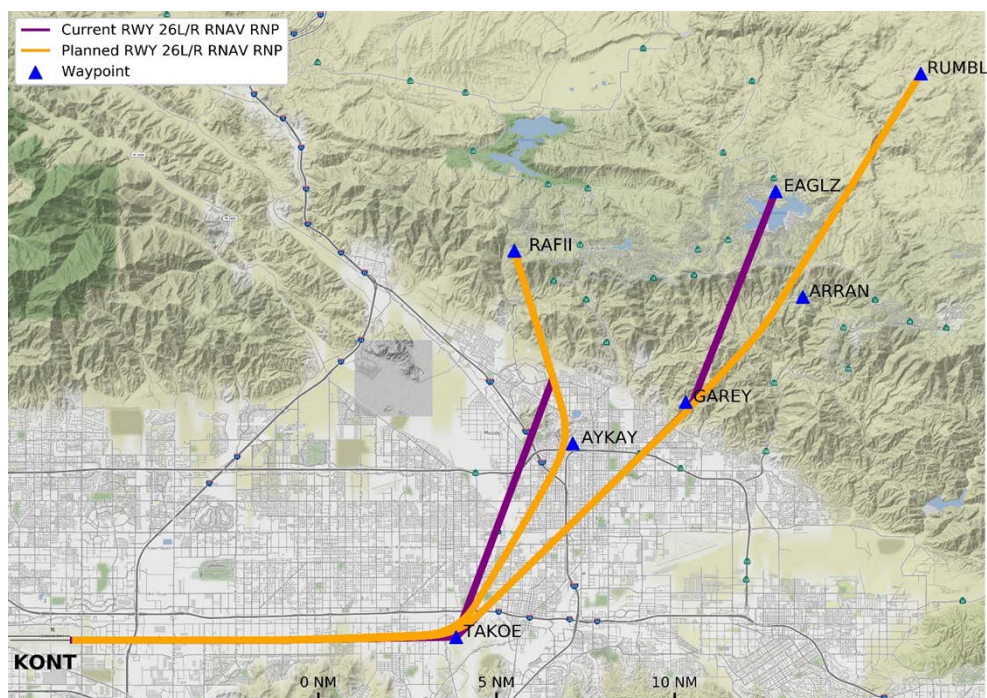 Current RWY 26L/R RNAV RNP
Planned RWY 26L/R RNAV RNP
Waypoint
RUMBL
EAGLZ
RAFII
ARRAN
GAREY
AYKAY
TAKOE
KONT
0 NM
5 NM
10 NM